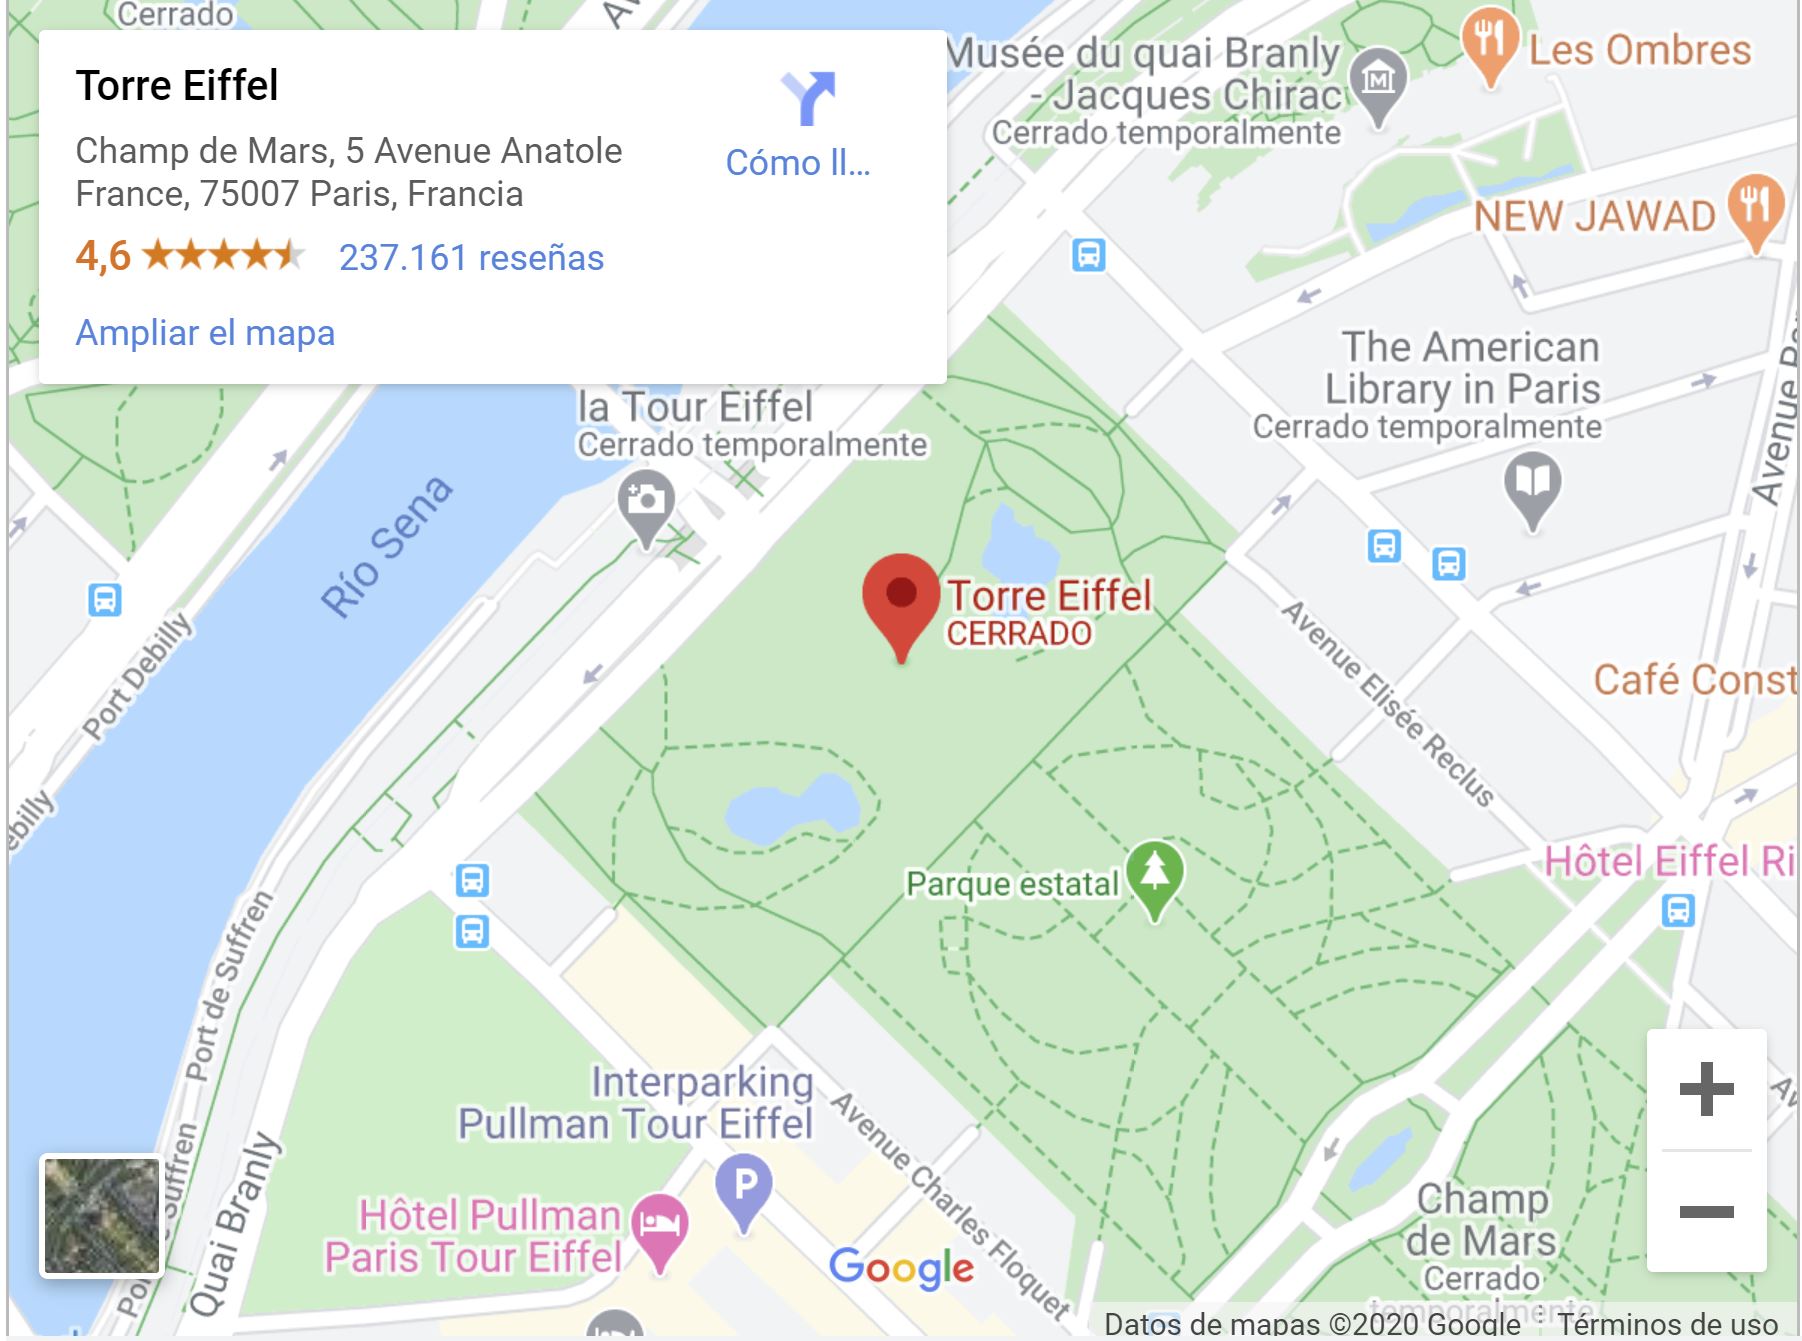 Cerrado
Torre Eiffel
Champ de Mars, 5 Avenue Anatole
France, 75007 Paris, Francia
4,6
237.161 reseñas
Ampliar el mapa
Cómo ll...
Musée du quai Branly
- Jacques Chirac
Cerrado temporalmente
Les Ombres
NEW JAWAD
The American
Library in Paris
Cerrado temporalmente
Avenue
la Tour Eiffel
Cerrado temporalmente
Río Sena
Torre Eiffel
CERRADO
Port Debilly
Avenue Elisée Reclus
Café Const
Hôtel Eiffel Ri
Parque estatal
Port de Suffren
Interparking
Pullman Tour Eiffel
P
Avenue Charles Floquet
Hôtel Pullman
Paris Tour Eiffel
Quai Branly
Suffren
Google
Champ
de Mars
Cerrado
temporalmente
Datos de mapas ©2020 Google
Términos de uso